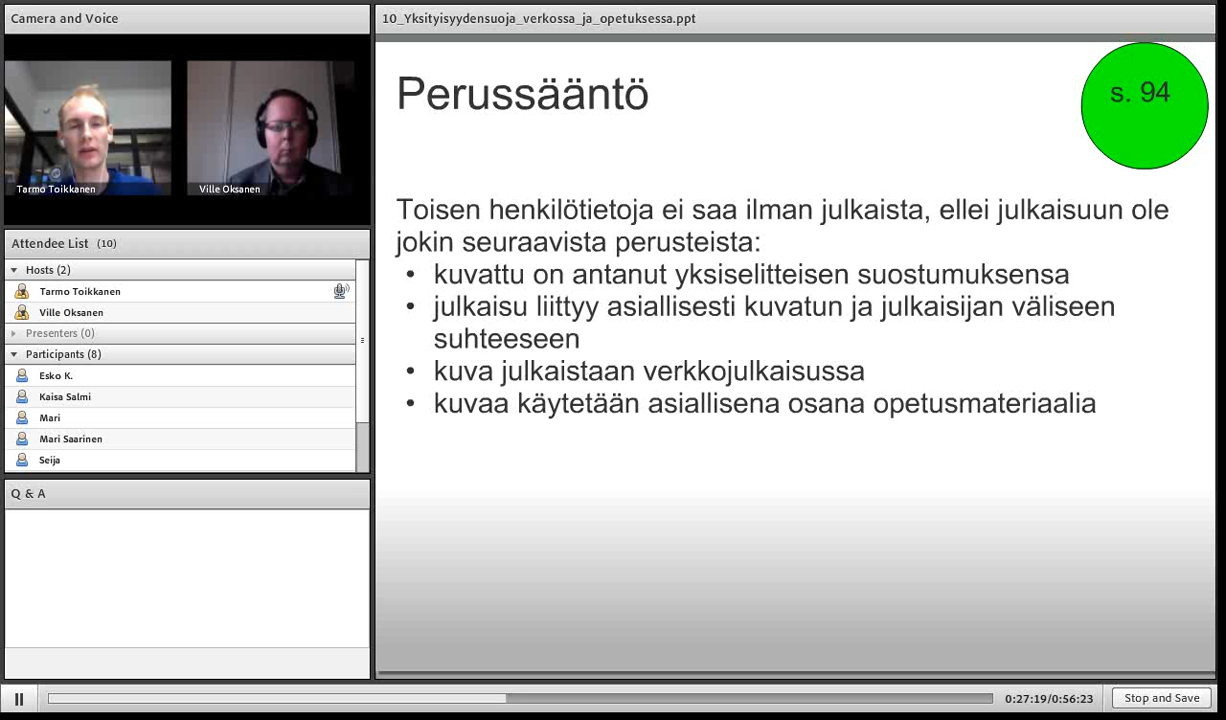 Camera and Voice
Tarmo Toikkanen
Ville Oksanen
Attendee List (10)
Hosts (2)
Tarmo Toikkanen
Ville Oksanen
Presenters (0)
Participants (8)
Esko K.
Kaisa Salmi
Mari
Mari Saarinen
Seija
Q & A
10_Yksityisyydensuoja_verkossa_ja_opetuksessa.ppt
Perussääntö
s. 94
Toisen henkilötietoja ei saa ilman julkaista, ellei julkaisuun ole
jokin seuraavista perusteista:
• kuvattu on antanut yksiselitteisen suostumuksensa
• julkaisu liittyy asiallisesti kuvatun ja julkaisijan väliseen
suhteeseen
• kuva julkaistaan verkkojulkaisussa
• kuvaa käytetään asiallisena osana opetusmateriaalia
0:27:19/0:56:23
Stop and Save